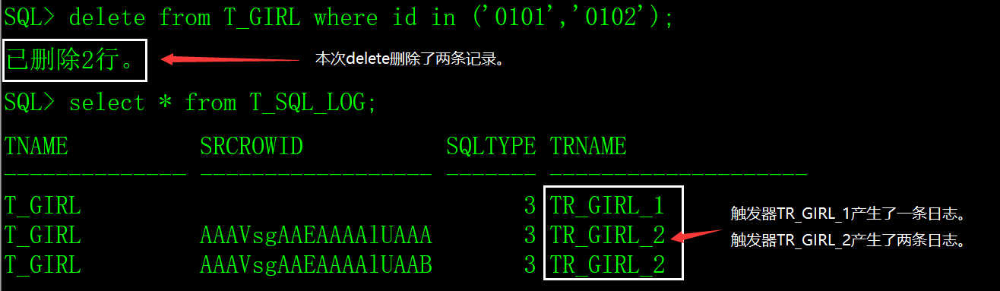 SQL> delete from T_GIRL where id in ('0101','0102');
已删除2行。
本次delete删除了两条记录。
SQL> select * from T_SQL_LOG;
TNAME SRCROWID SQLTYPE TRNAME
-------------- ------------------ ------- --------------------
T_GIRL 3 TR_GIRL_1
T_GIRL AAAVsgAAEAAAAlUAAA 3 TR_GIRL_2
T_GIRL AAAVsgAAEAAAAlUAAB 3 TR_GIRL_2
触发器TR_GIRL_1产生了一条日志。
触发器TR_GIRL_2产生了两条日志。